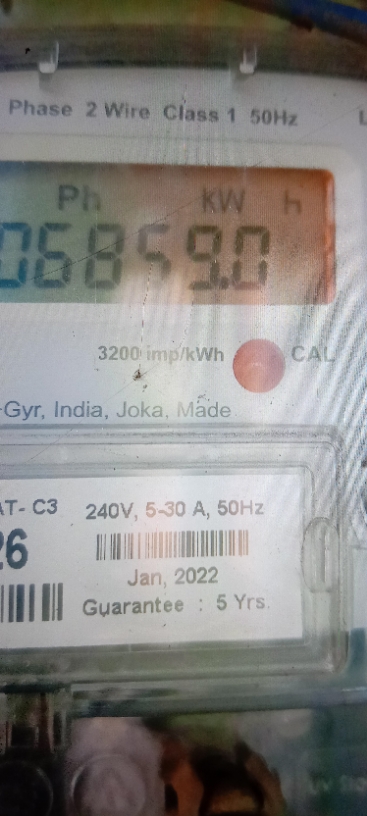 Phase 2 Wire Class 1 50Hz
Ph kW h
06859.0
3200 imp/kWh CAL
-Gyr, India, Joka, Made
AT- C3 240V, 5-30 A, 50Hz
26
Jan, 2022
Guarantee : 5 Yrs.